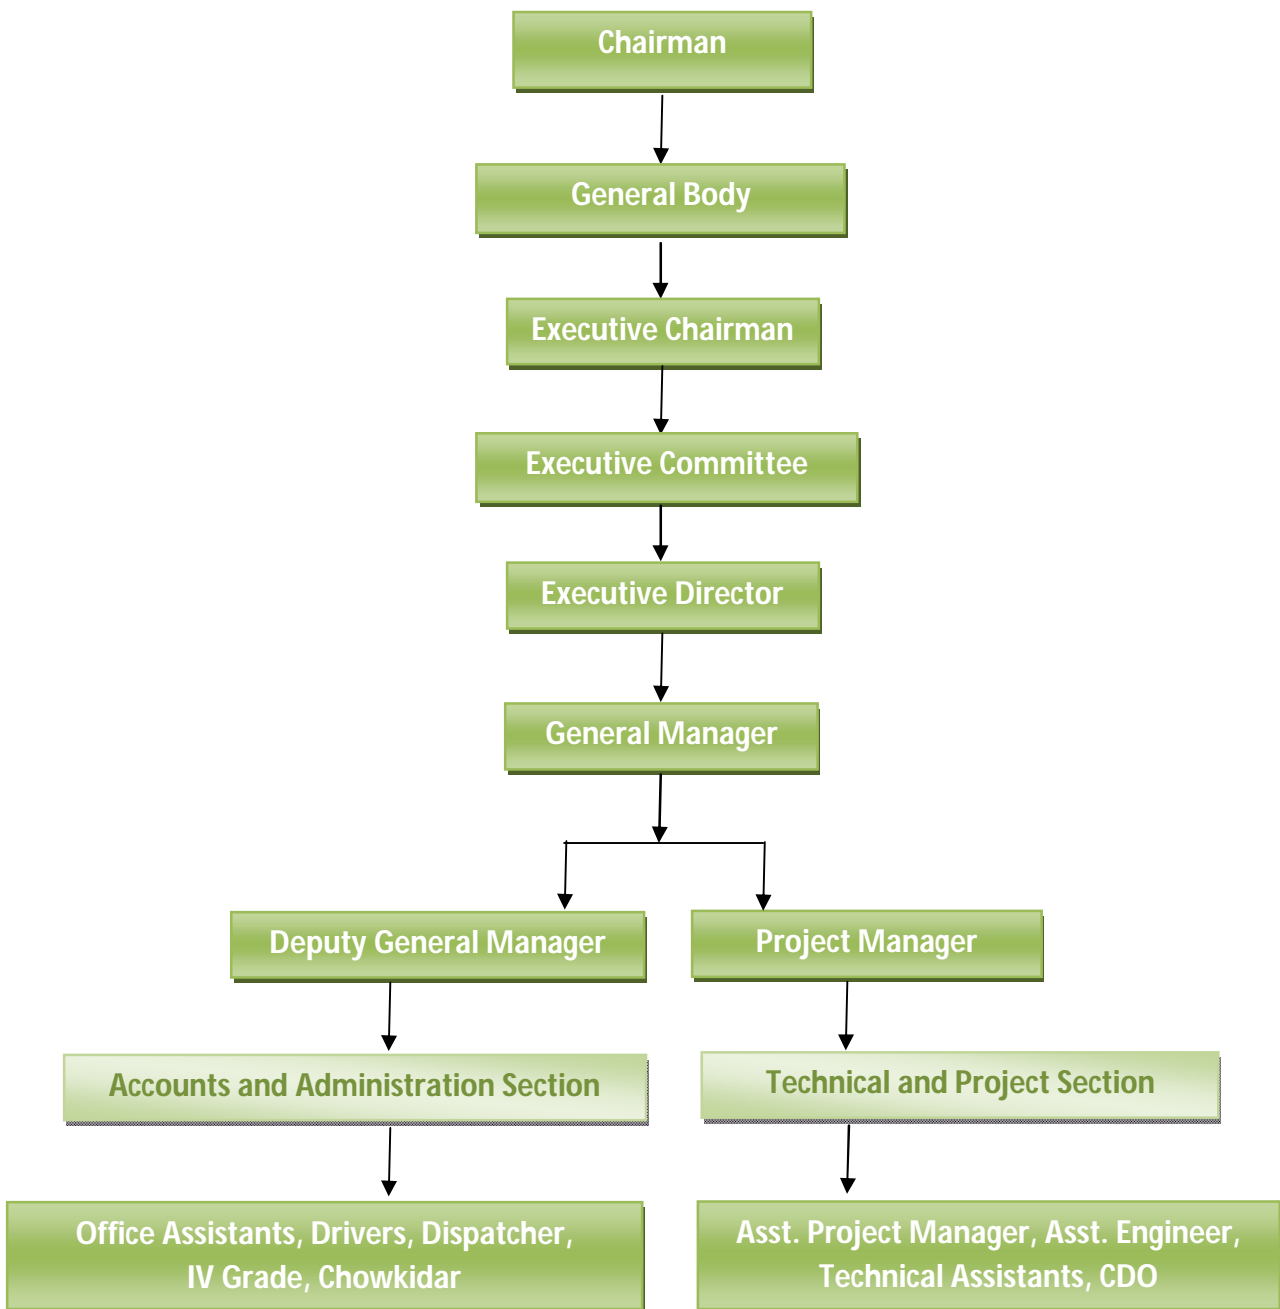 Chairman
General Body
Executive Chairman
Executive Committee
Executive Director
General Manager
Deputy General Manager
Project Manager
Accounts and Administration Section
Technical and Project Section
Office Assistants, Drivers, Dispatcher,
IV Grade, Chowkidar
Asst. Project Manager, Asst. Engineer,
Technical Assistants, CDO